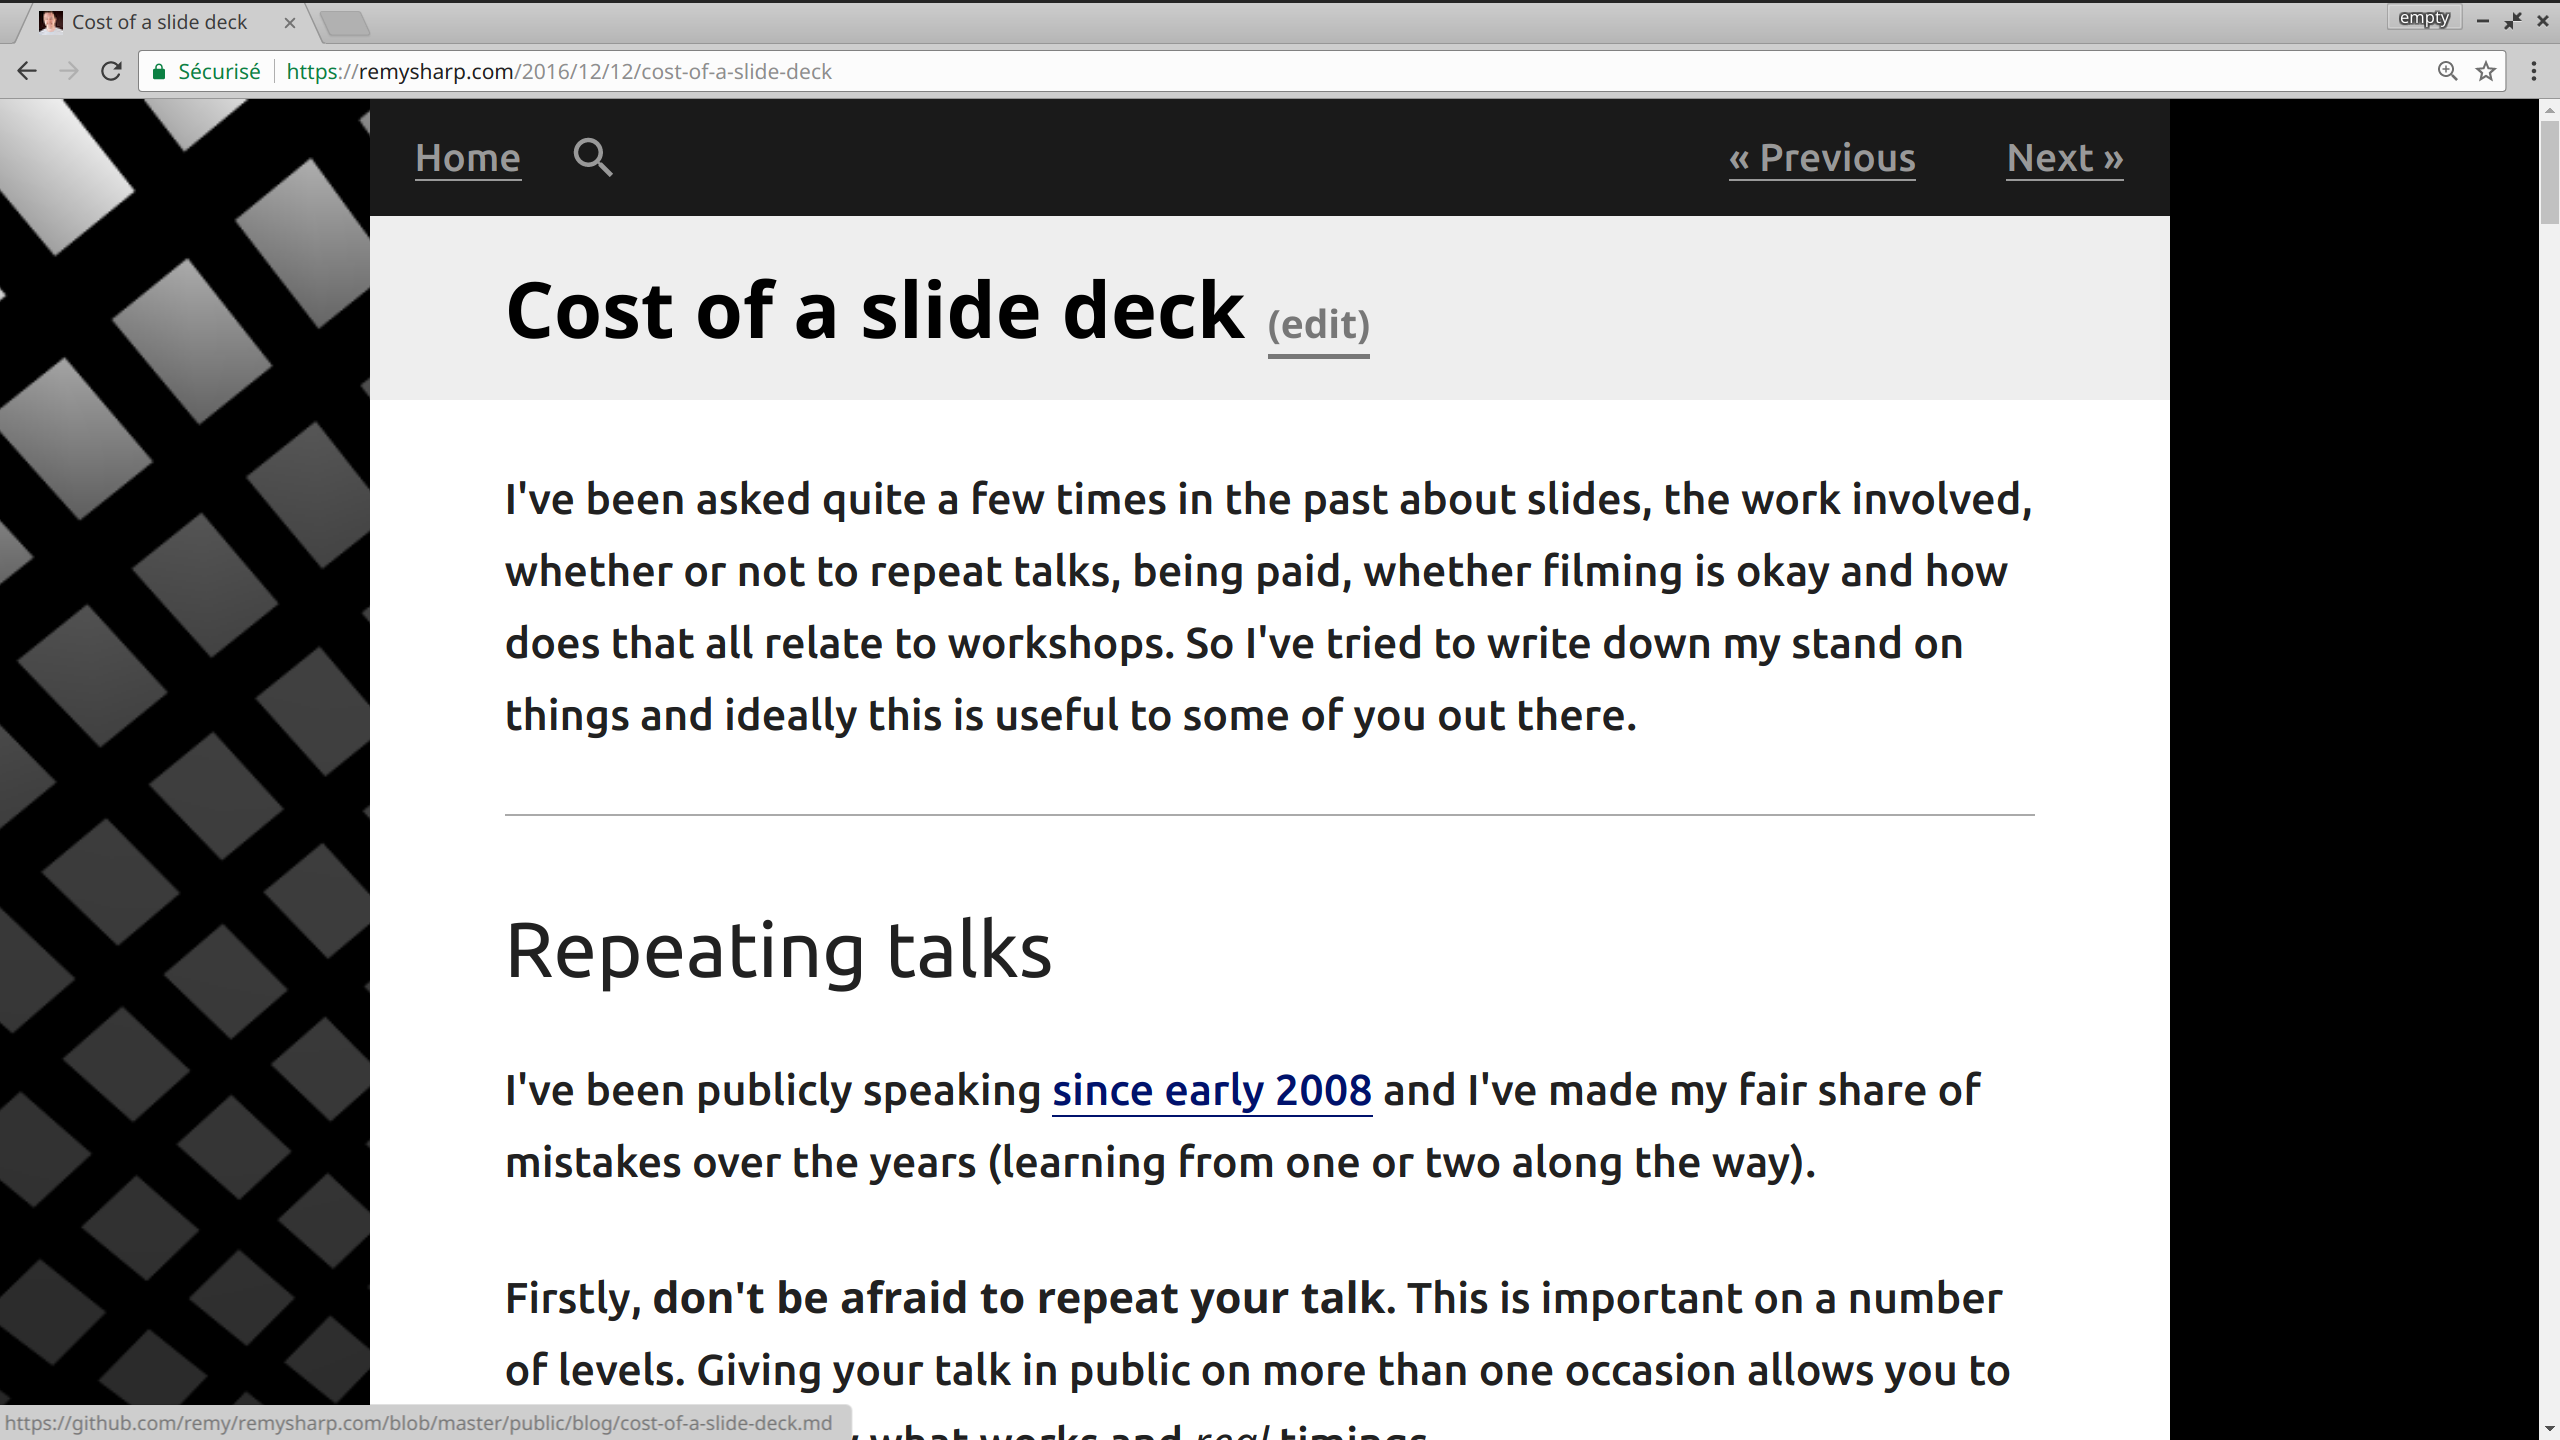 Cost of a slide deck
empty
Sécurisé
https://remysharp.com/2016/12/12/cost-of-a-slide-deck
Home
« Previous
Next »
Cost of a slide deck (edit)
I've been asked quite a few times in the past about slides, the work involved,
whether or not to repeat talks, being paid, whether filming is okay and how
does that all relate to workshops. So I've tried to write down my stand on
things and ideally this is useful to some of you out there.
Repeating talks
I've been publicly speaking since early 2008 and I've made my fair share of
mistakes over the years (learning from one or two along the way).
Firstly, don't be afraid to repeat your talk. This is important on a number
of levels. Giving your talk in public on more than one occasion allows you to
what works and real timings.
https://github.com/remy/remysharp.com/blob/master/public/blog/cost-of-a-slide-deck.md